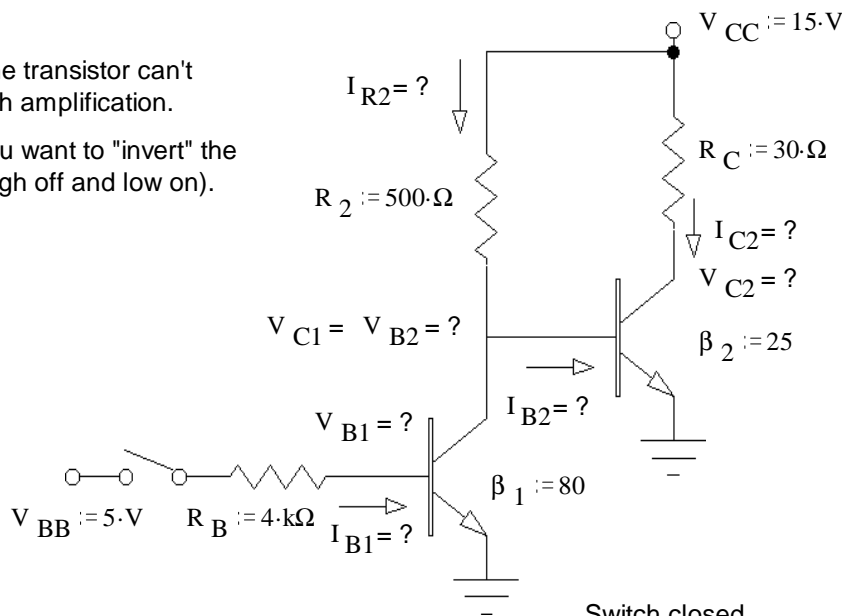 V CC := 15·V
e transistor can't
h amplification.
I R2 = ?
u want to "invert" the
gh off and low on).
R C := 30·Ω
R 2 := 500·Ω
I C2 = ?
V C2 = ?
V C1 = V B2 = ?
β 2 := 25
I B2 = ?
V B1 = ?
β 1 := 80
V BB := 5·V
R B := 4·kΩ
I B1 = ?
Switch closed